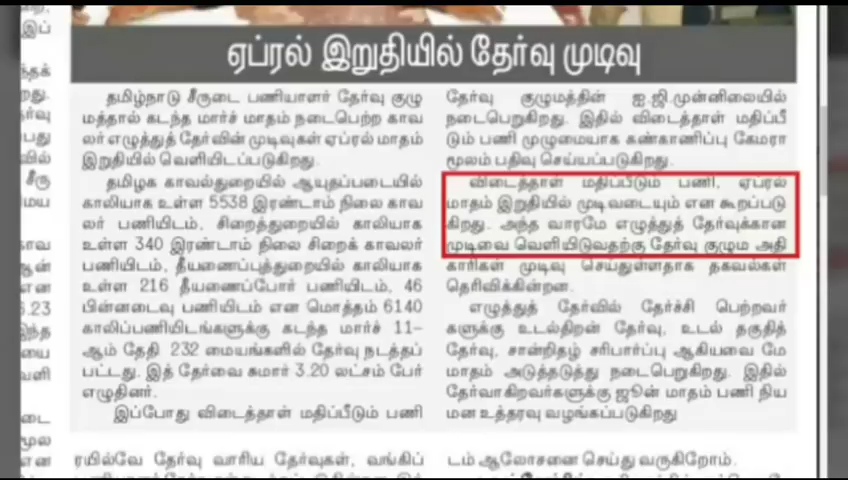 ஏப்ரல் இறுதியில் தேர்வு முடிவு
தமிழ்நாடு சீருடை பணியாளர் தேர்வு குழு
மத்தால் கடந்த மார்ச் மாதம் நடைபெற்ற காவ
லர் எழுத்துத் தேர்வின் முடிவுகள் ஏப்ரல் மாதம்
இறுதியில் வெளியிடப்படுகிறது.
தமிழக காவல்துறையில் ஆயுதப்படையில்
காலியாக உள்ள 5538 இரண்டாம் நிலை காவ
லர் பணியிடம், சிறைத்துறையில் காலியாக
உள்ள 340 இரண்டாம் நிலை சிறைக் காவலர்
பணியிடம், தீயணைப்புத்துறையில் காலியாக
உள்ள 216 தீயணைப்போர் பணியிடம், 46
பின்னடைவு பணியிடம் என மொத்தம் 6140
காலிப்பணியிடங்களுக்கு கடந்த மார்ச் 11-
ஆம் தேதி 232 மையங்களில் தேர்வு நடத்தப்
பட்டது. இத் தேர்வை சுமார் 3.20 லட்சம் பேர்
எழுதினர்.
இப்போது விடைத்தாள் மதிப்பீடும் பணி
தேர்வு குழுமத்தின் ஐ.ஜி.முன்னிலையில்
நடைபெறுகிறது. இதில் விடைத்தாள் மதிப்பீ
டும் பணி முழுமையாக கண்காணிப்பு கேமரா
மூலம் பதிவு செய்யப்படுகிறது.
விடைத்தாள் மதிப்பீடும் பணி, ஏப்ரல்
மாதம் இறுதியில் முடிவடையும் என கூறப்படு
கிறது. அந்த வாரமே எழுத்துத் தேர்வுக்கான
முடிவை வெளியிடுவதற்கு தேர்வு குழும அதி
காரிகள் முடிவு செய்துள்ளதாக தகவல்கள்
தெரிவிக்கின்றன.
எழுத்துத் தேர்வில் தேர்ச்சி பெற்றவர்
களுக்கு உடல்திறன் தேர்வு, உடல் தகுதித்
தேர்வு, சான்றிதழ் சரிபார்ப்பு ஆகியவை மே
மாதம் அடுத்தடுத்து நடைபெறுகிறது. இதில்
தேர்வாகிறவர்களுக்கு ஜூன் மாதம் பணி நிய
மன உத்தரவு வழங்கப்படுகிறது
ரயில்வே தேர்வு வாரிய தேர்வுகள், வங்கிப்
டம் ஆலோசனை செய்து வருகிறோம்.